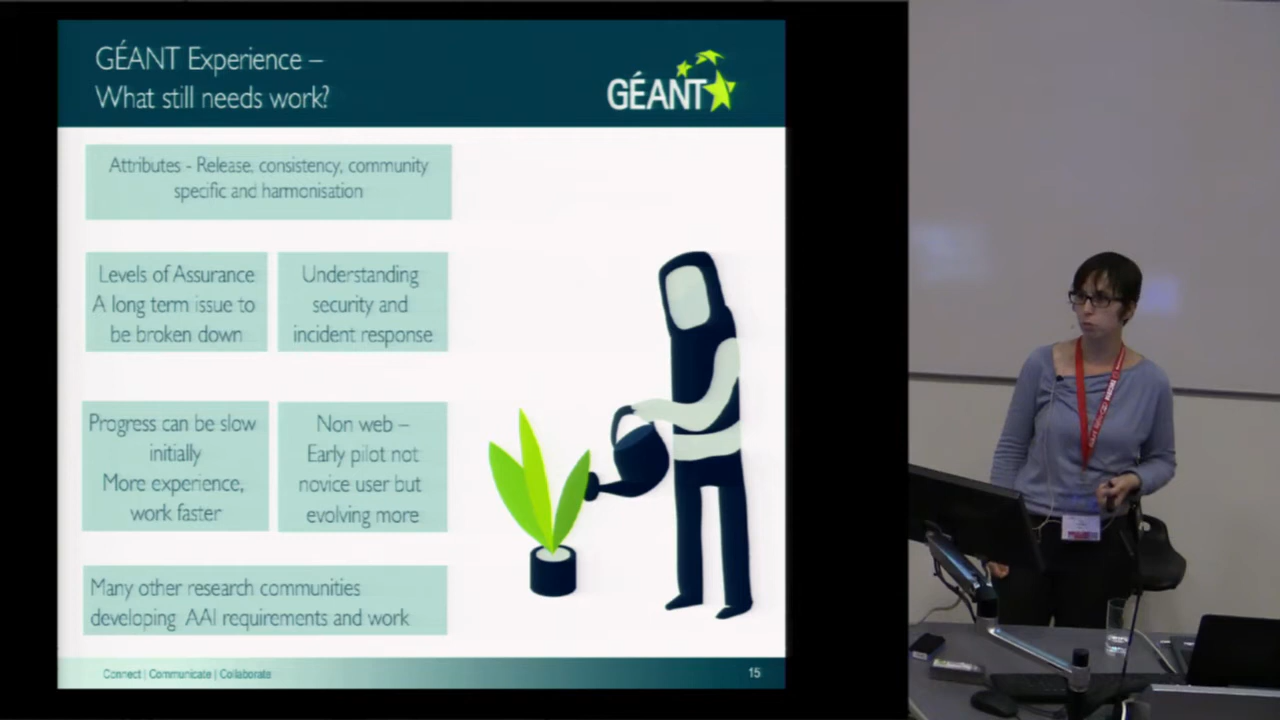 GÉANT Experience –
What still needs work?
GÉANT
Attributes - Release, consistency, community
specific and harmonisation
Levels of Assurance
A long term issue to
be broken down
Understanding
security and
incident response
Progress can be slow
initially
More experience,
work faster
Non web –
Early pilot not
novice user but
evolving more
Many other research communities
developing AAI requirements and work
Connect | Communicate | Collaborate
15